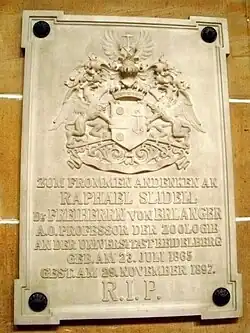 ZUM FROMMEN ANDENKEN AN
RAPHAEL SLIDELL
Dr FREIHERRN VON ERLANGER
A.O. PROFESSOR DER ZOOLOGIE
AN DER UNIVERSITÄT HEIDELBERG
GEB. AM 23. JULI 1865
GEST. AM 29. NOVEMBER 1897.
R.I.P.